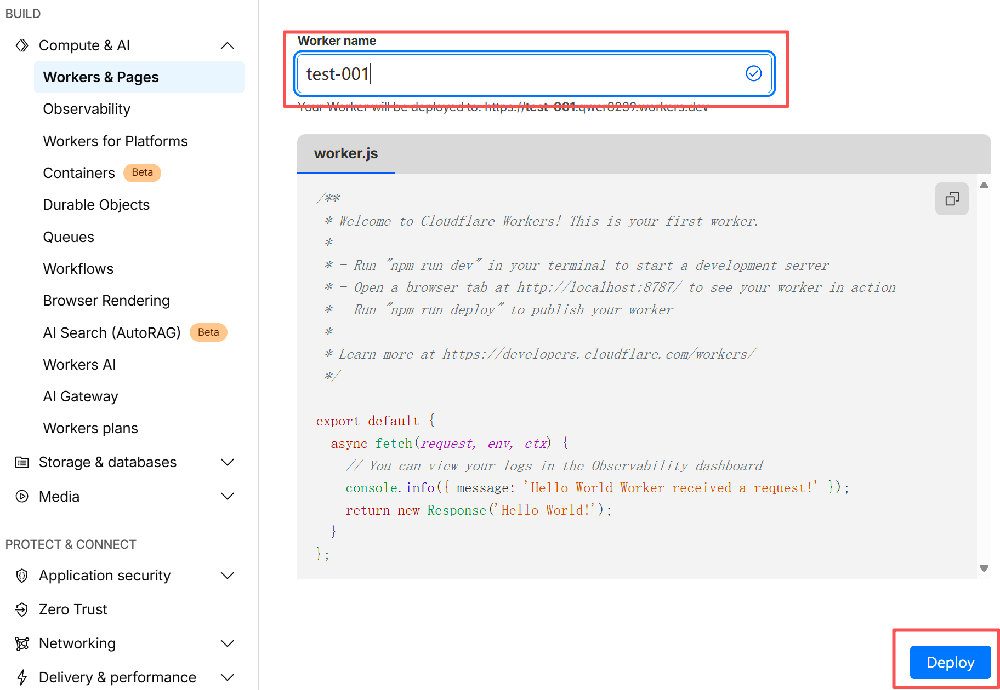 BUILD
Compute & AI
Workers & Pages
Observability
Workers for Platforms
Containers Beta
Durable Objects
Queues
Workflows
Browser Rendering
AI Search (AutoRAG) Beta
Workers AI
AI Gateway
Workers plans
Storage & databases
Media
PROTECT & CONNECT
Application security
Zero Trust
Networking
Delivery & performance
Worker name
test-001
Your Worker will be deployed to: https://test-001.qwer8239.workers.dev
worker.js
/**
* Welcome to Cloudflare Workers! This is your first worker.
*
* - Run "npm run dev" in your terminal to start a development server
* - Open a browser tab at http://localhost:8787/ to see your worker in action
* - Run "npm run deploy" to publish your worker
*
* Learn more at https://developers.cloudflare.com/workers/
*/
export default {
async fetch(request, env, ctx) {
// You can view your logs in the Observability dashboard
console.info({ message: 'Hello World Worker received a request!' });
return new Response('Hello World!');
}
};
Deploy